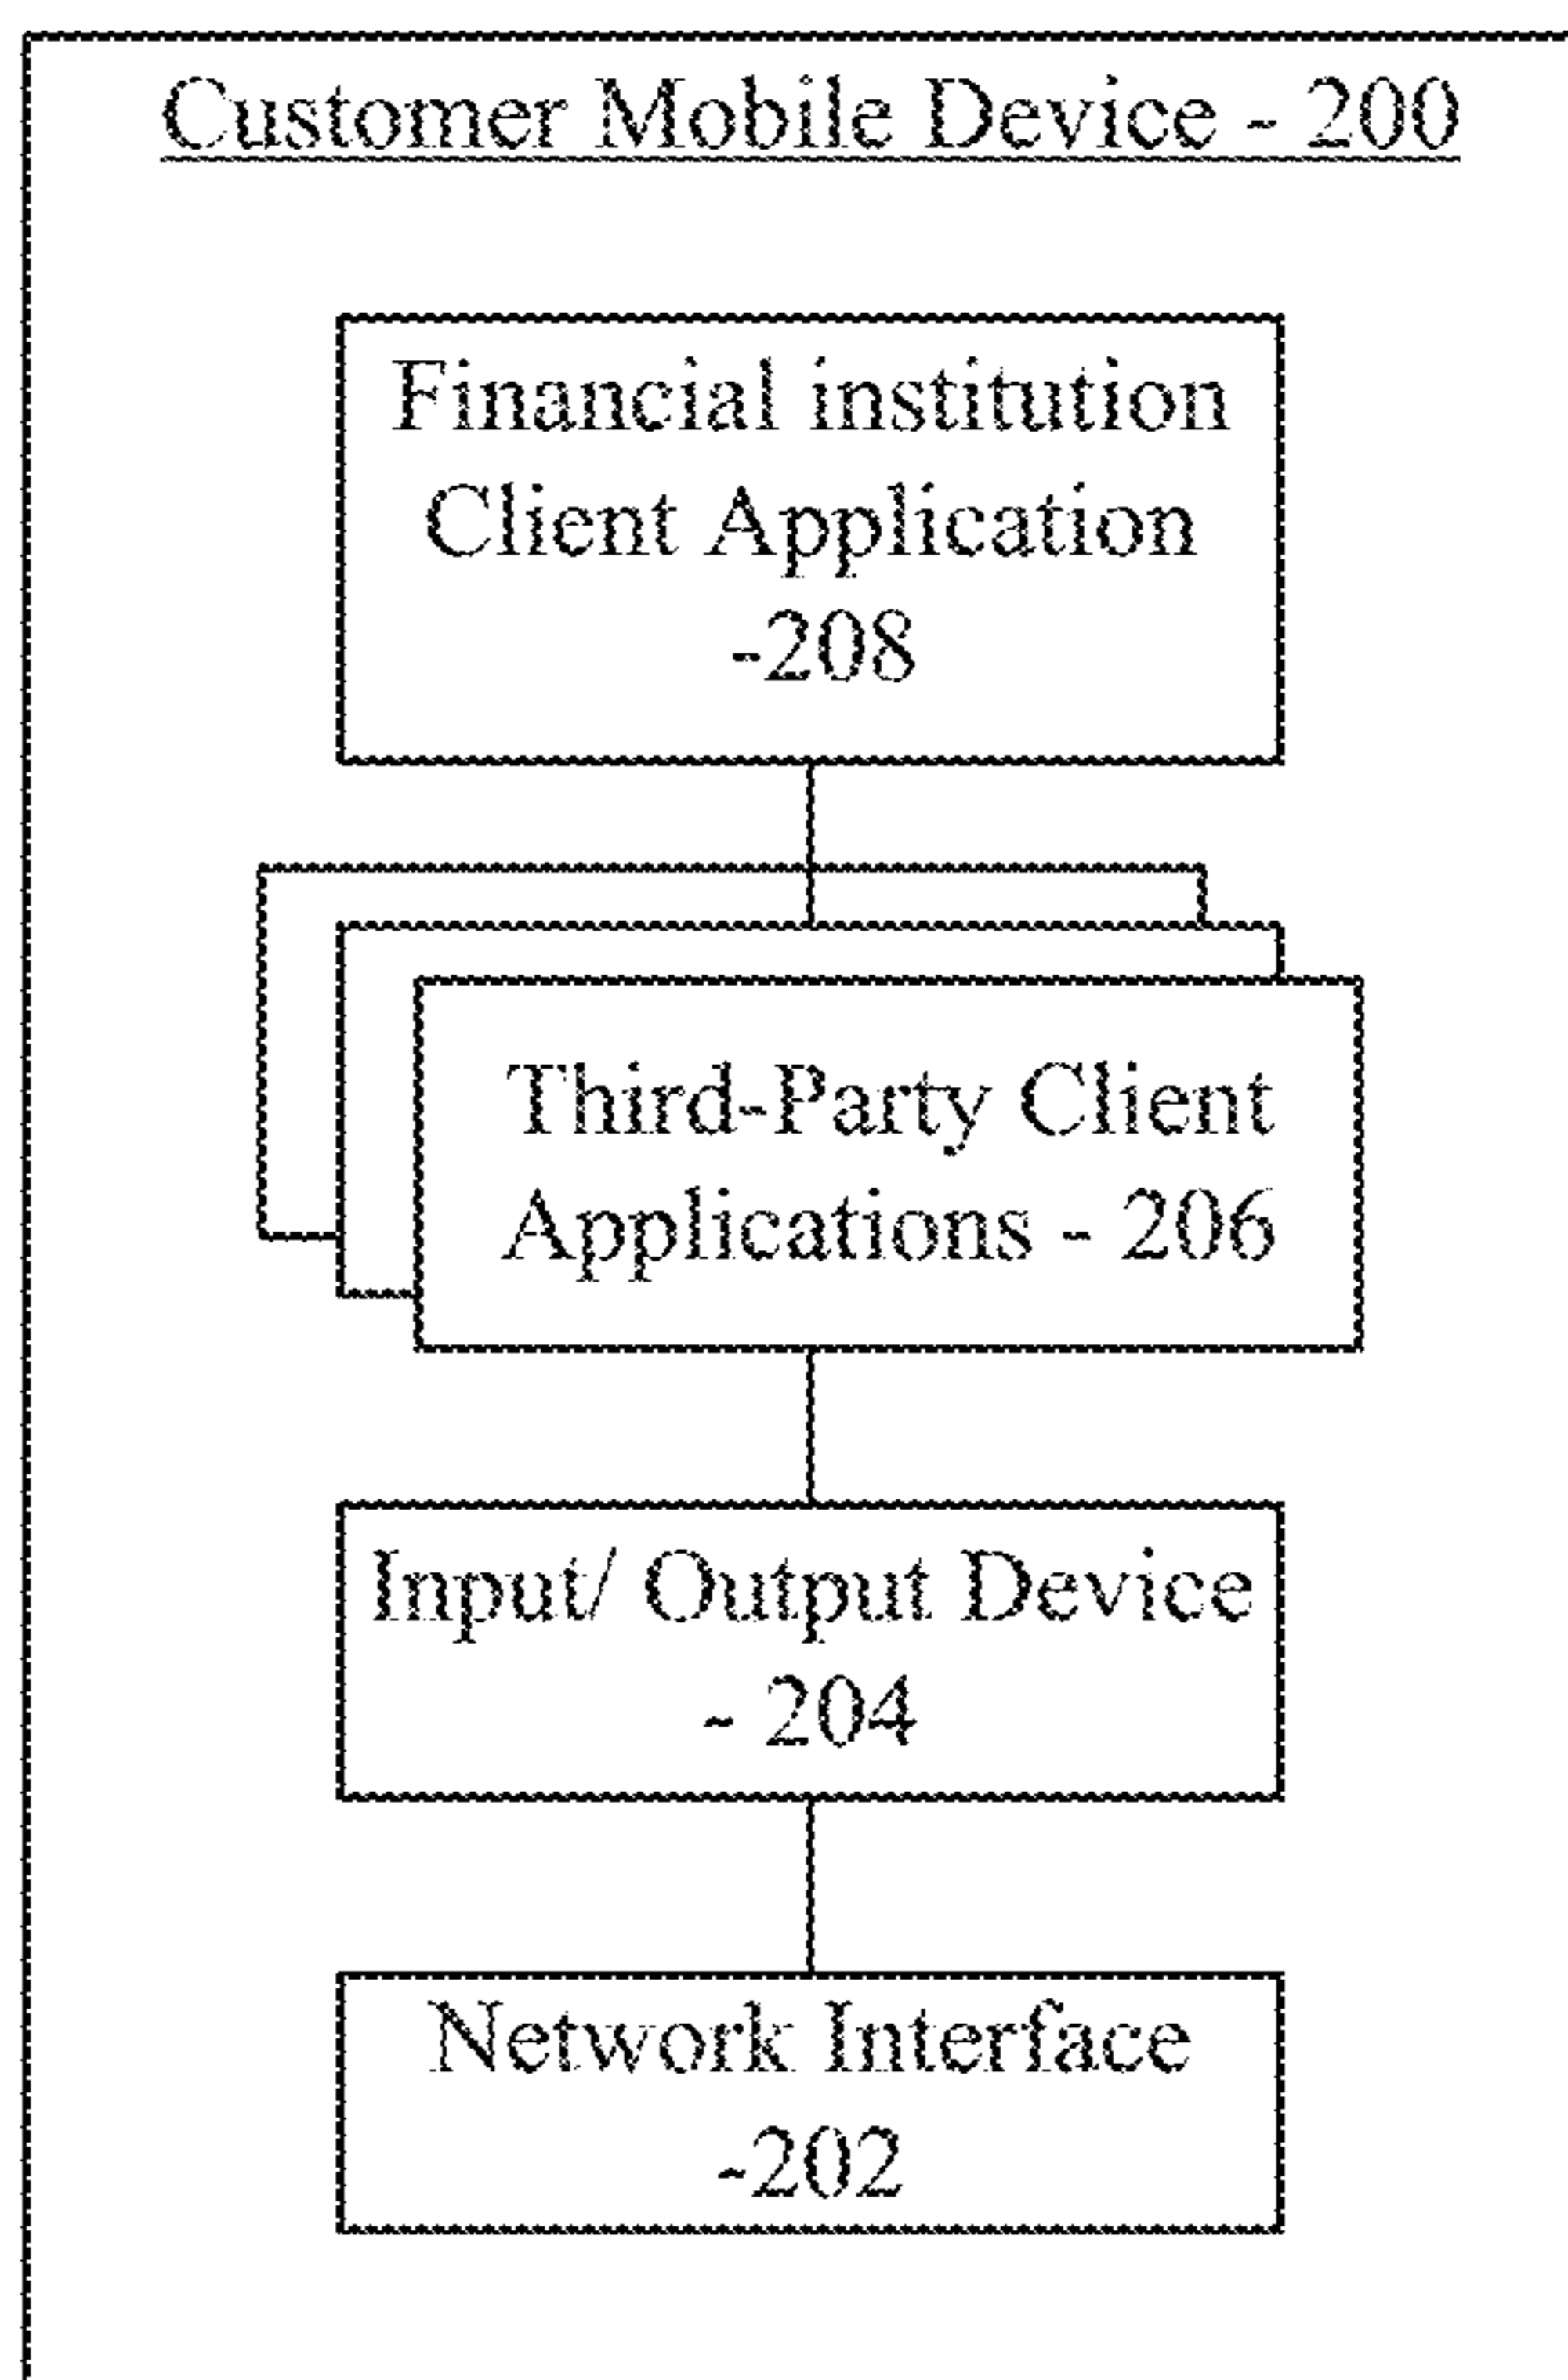 Customer Mobile Device - 200
Financial institution
Client Application
-208
Third-Party Client
Applications - 206
Input/ Output Device
- 204
Network Interface
-202